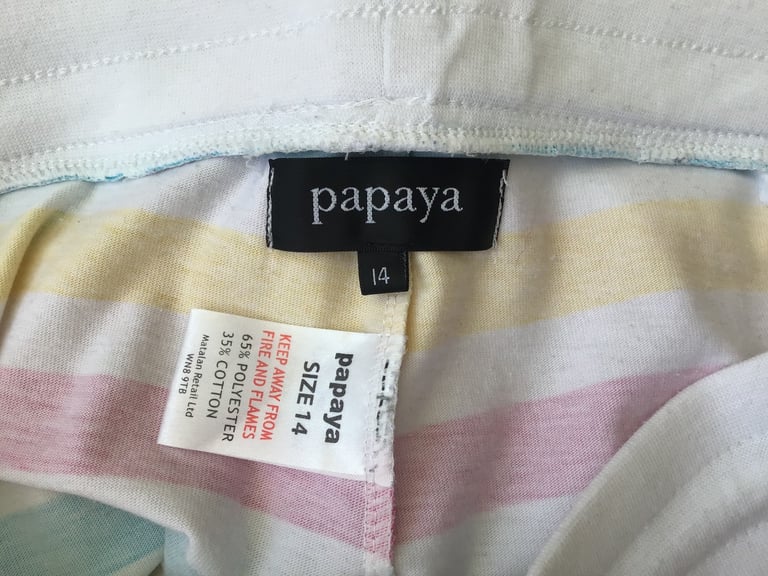 papaya
14
papaya
SIZE 14
KEEP AWAY FROM
FIRE AND FLAMES
65% POLYESTER
35% COTTON
Matalan Retail Ltd
WN8 9TB